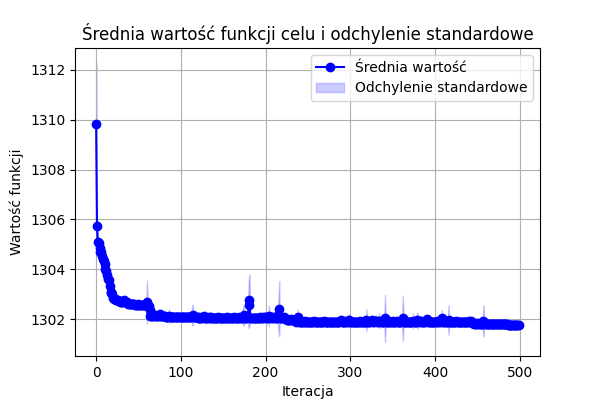 Średnia wartość funkcji celu i odchylenie standardowe
Średnia wartość
Odchylenie standardowe
Wartość funkcji
1312
1310
1308
1306
1304
1302
0 100 200 300 400 500
Iteracja